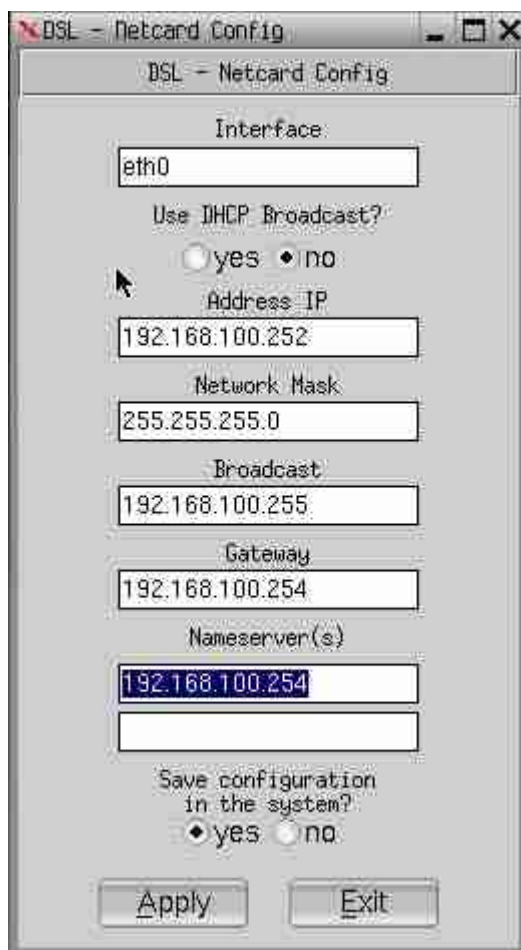 DSL - Netcard Config
DSL - Netcard Config
Interface
eth0
Use DHCP Broadcast?
yes no
Address IP
192.168.100.252
Network Mask
255.255.255.0
Broadcast
192.168.100.255
Gateway
192.168.100.254
Nameserver(s)
192.168.100.254
Save configuration
in the system?
yes no
Apply Exit